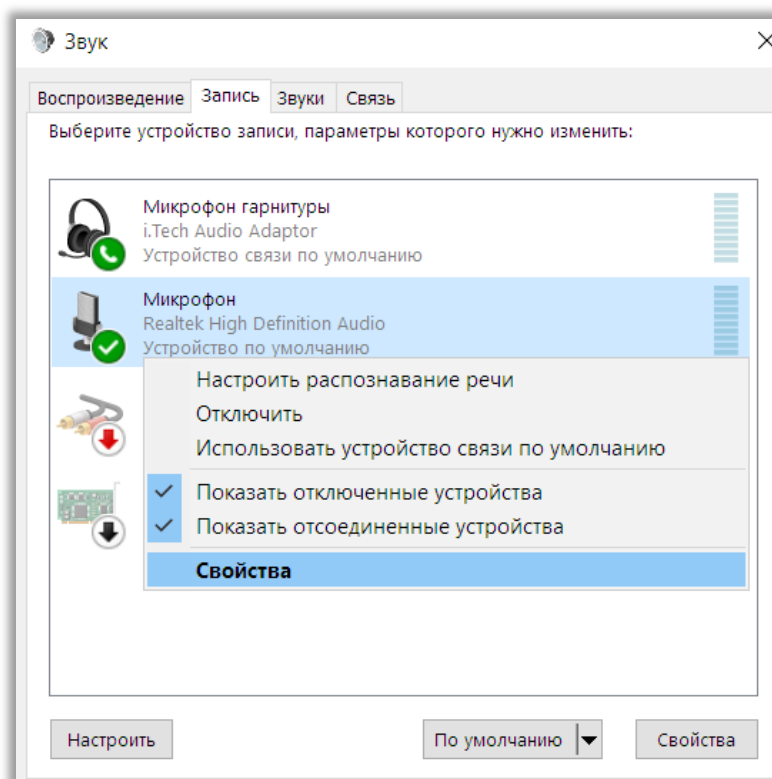 Звук
Воспроизведение Запись Звуки Связь
Выберите устройство записи, параметры которого нужно изменить:
Микрофон гарнитуры
i.Tech Audio Adaptor
Устройство связи по умолчанию
Микрофон
Realtek High Definition Audio
Устройство по умолчанию
Настроить распознавание речи
Отключить
Использовать устройство связи по умолчанию
Показать отключенные устройства
Показать отсоединенные устройства
Свойства
Настроить По умолчанию Свойства